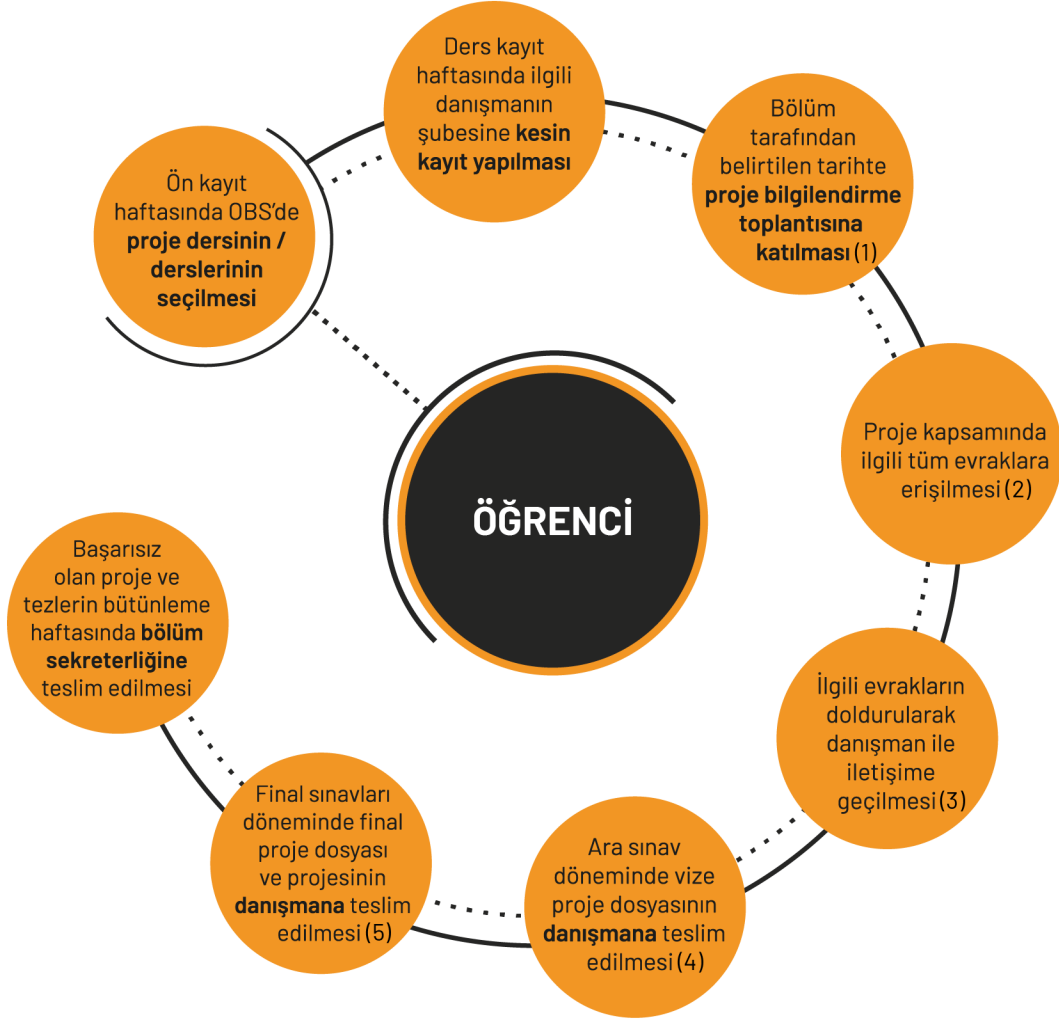 Ön kayıt
haftasında OBS'de
proje dersinin /
derslerinin
seçilmesi
Ders kayıt
haftasında ilgili
danışmanın
şubesine kesin
kayıt yapılması
Bölüm
tarafından
belirtilen tarihte
proje bilgilendirme
toplantısına
katılması (1)
Proje kapsamında
ilgili tüm evraklara
erişilmesi (2)
İlgili evrakların
doldurularak
danışman ile
iletişime
geçilmesi (3)
Ara sınav
döneminde vize
proje dosyasının
danışmana teslim
edilmesi (4)
Final sınavları
döneminde final
proje dosyası
ve projesinin
danışmana teslim
edilmesi (5)
Başarısız
olan proje ve
tezlerin bütünleme
haftasında bölüm
sekreterliğine
teslim edilmesi
ÖĞRENCİ